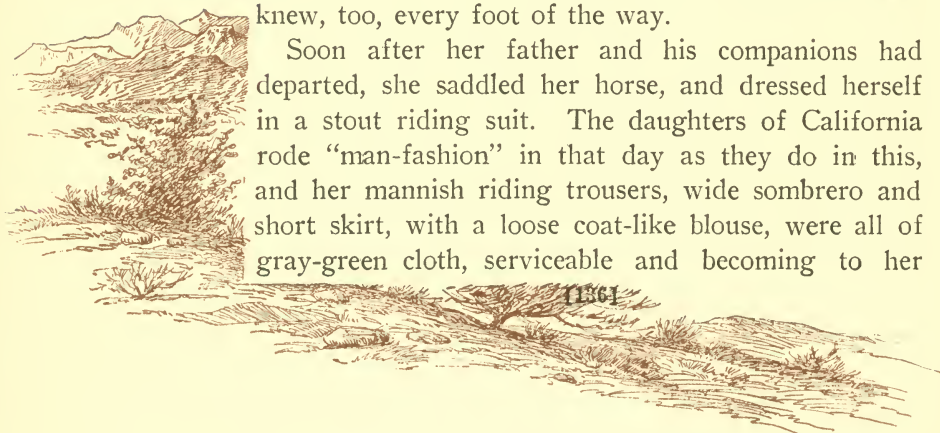 knew, too, every foot of the way.
Soon after her father and his companions had
departed, she saddled her horse, and dressed herself
in a stout riding suit. The daughters of California
rode “man-fashion” in that day as they do in this,
and her mannish riding trousers, wide sombrero and
short skirt, with a loose coat-like blouse, were all of
gray-green cloth, serviceable and becoming to her
[136]